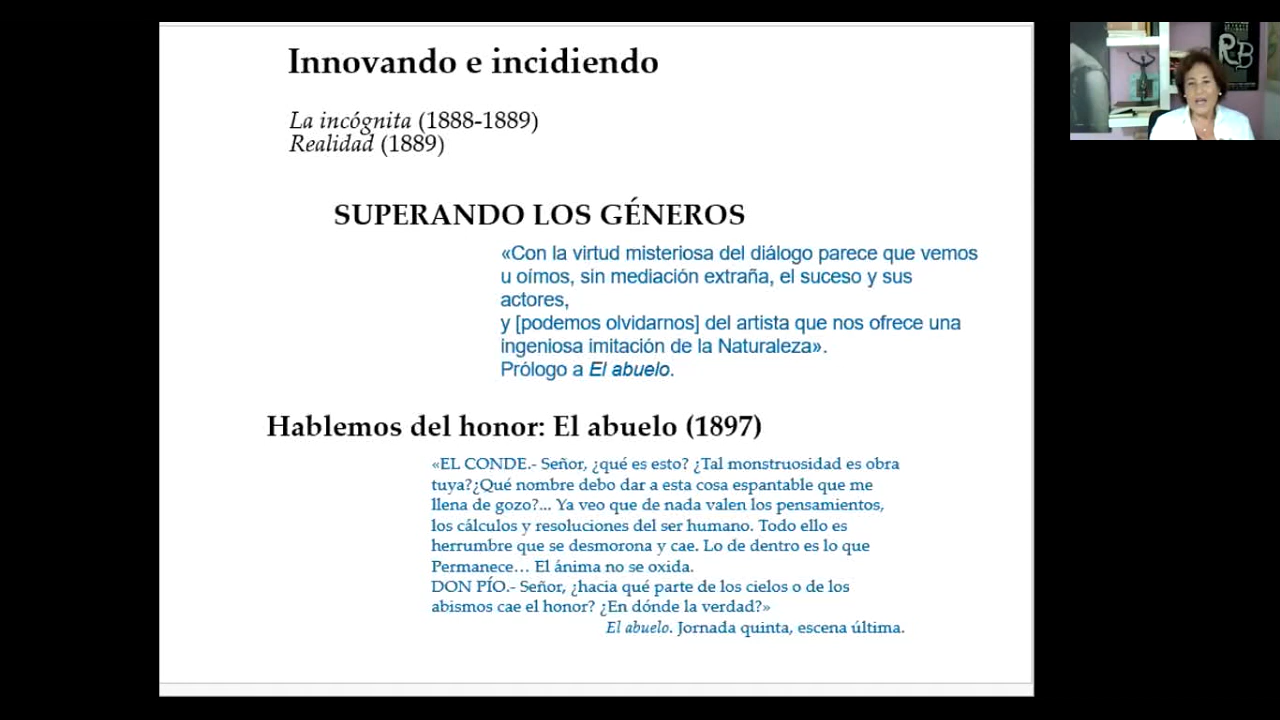 Innovando e incidiendo
La incógnita (1888-1889)
Realidad (1889)
SUPERANDO LOS GÉNEROS
«Con la virtud misteriosa del diálogo parece que vemos
u oímos, sin mediación extraña, el suceso y sus
actores,
y [podemos olvidarnos] del artista que nos ofrece una
ingeniosa imitación de la Naturaleza».
Prólogo a El abuelo.
Hablemos del honor: El abuelo (1897)
«EL CONDE.- Señor, ¿qué es esto? ¿Tal monstruosidad es obra
tuya?¿Qué nombre debo dar a esta cosa espantable que me
llena de gozo?... Ya veo que de nada valen los pensamientos,
los cálculos y resoluciones del ser humano. Todo ello es
herrumbre que se desmorona y cae. Lo de dentro es lo que
Permanece… El ánima no se oxida.
DON PÍO.- Señor, ¿hacia qué parte de los cielos o de los
abismos cae el honor? ¿En dónde la verdad?»
El abuelo. Jornada quinta, escena última.
RB